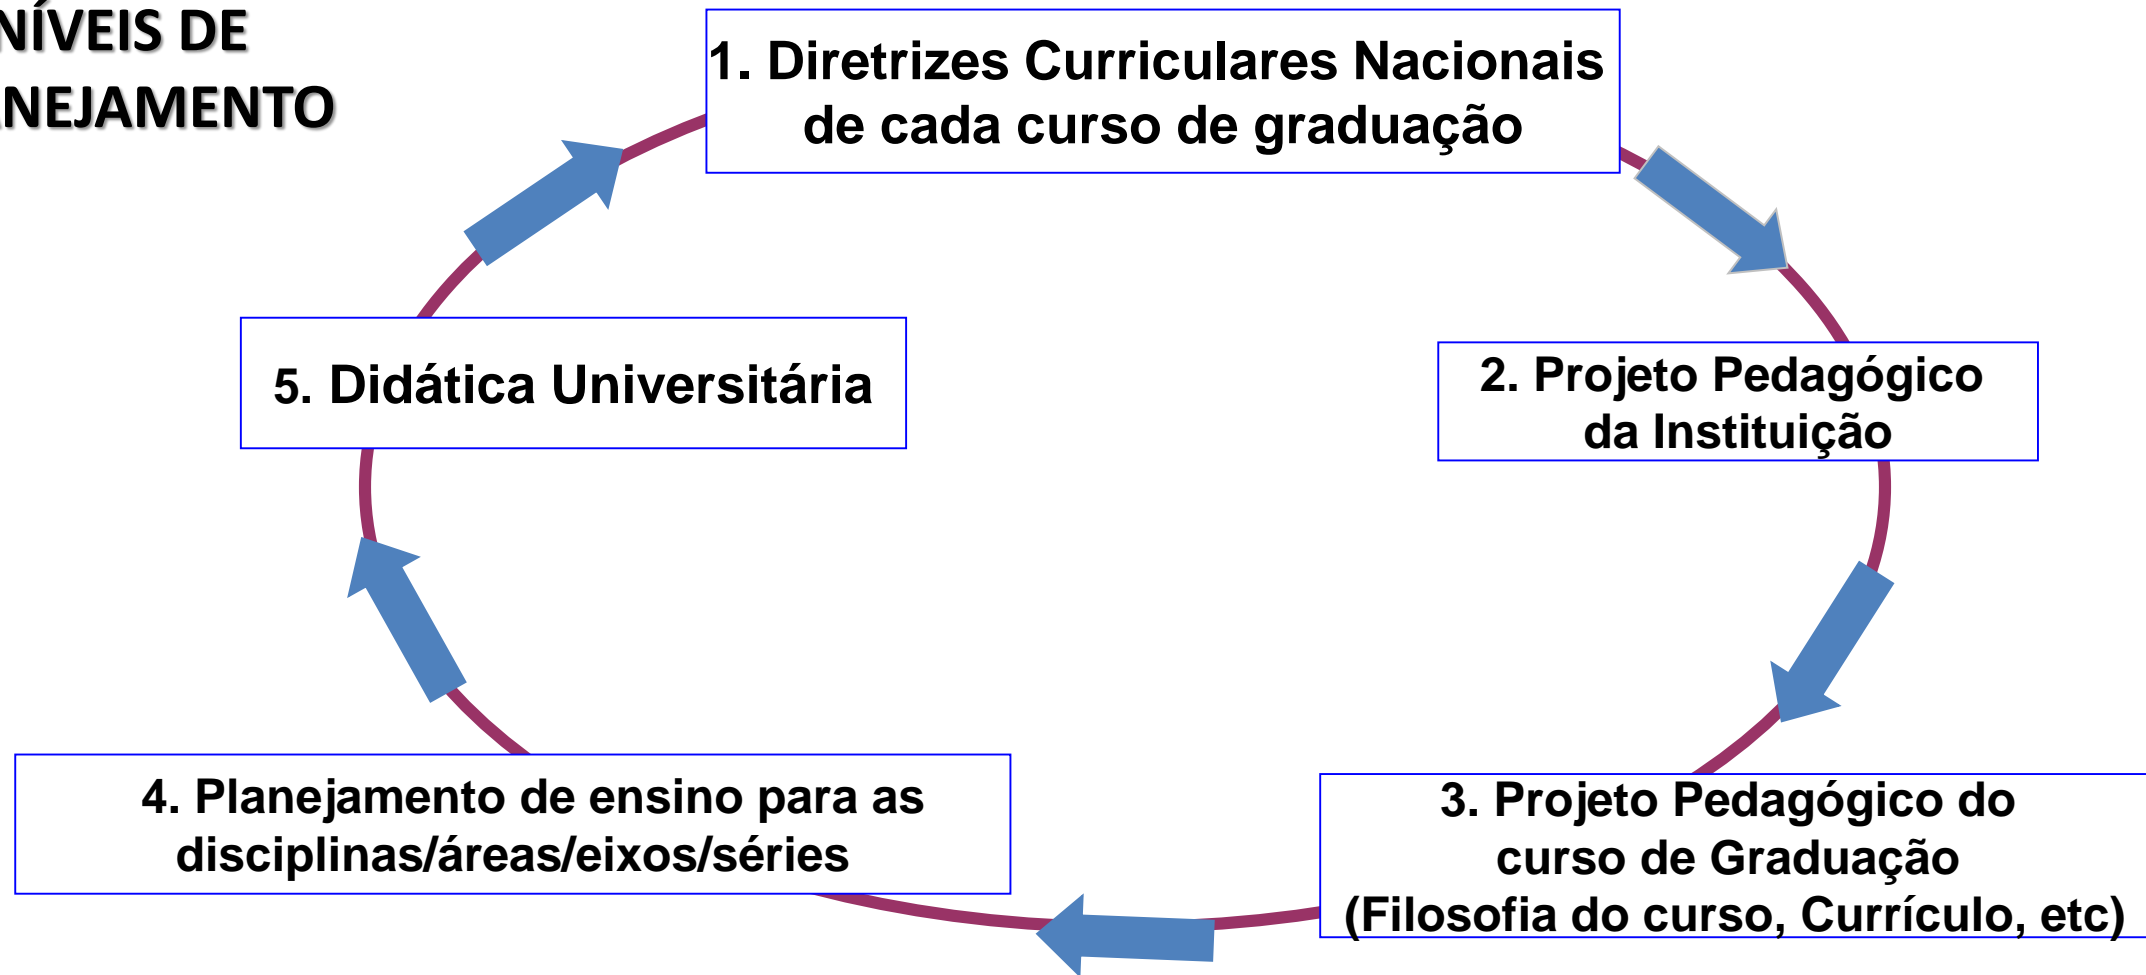 NÍVEIS DE
NEJAMENTO
1. Diretrizes Curriculares Nacionais
de cada curso de graduação
2. Projeto Pedagógico
da Instituição
3. Projeto Pedagógico do
curso de Graduação
(Filosofia do curso, Currículo, etc)
4. Planejamento de ensino para as
disciplinas/áreas/eixos/séries
5. Didática Universitária